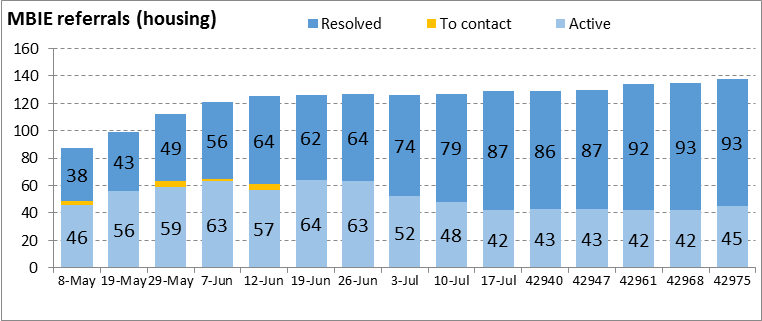 MBIE referrals (housing)
Resolved To contact Active
160
140
120
100
80
60
40
20
0
38 43 49 56 64 62 64 74 79 87 86 87 92 93 93
46 56 59 63 57 64 63 52 48 42 43 43 42 42 45
8-May 19-May 29-May 7-Jun 12-Jun 19-Jun 26-Jun 3-Jul 10-Jul 17-Jul 42940 42947 42961 42968 42975